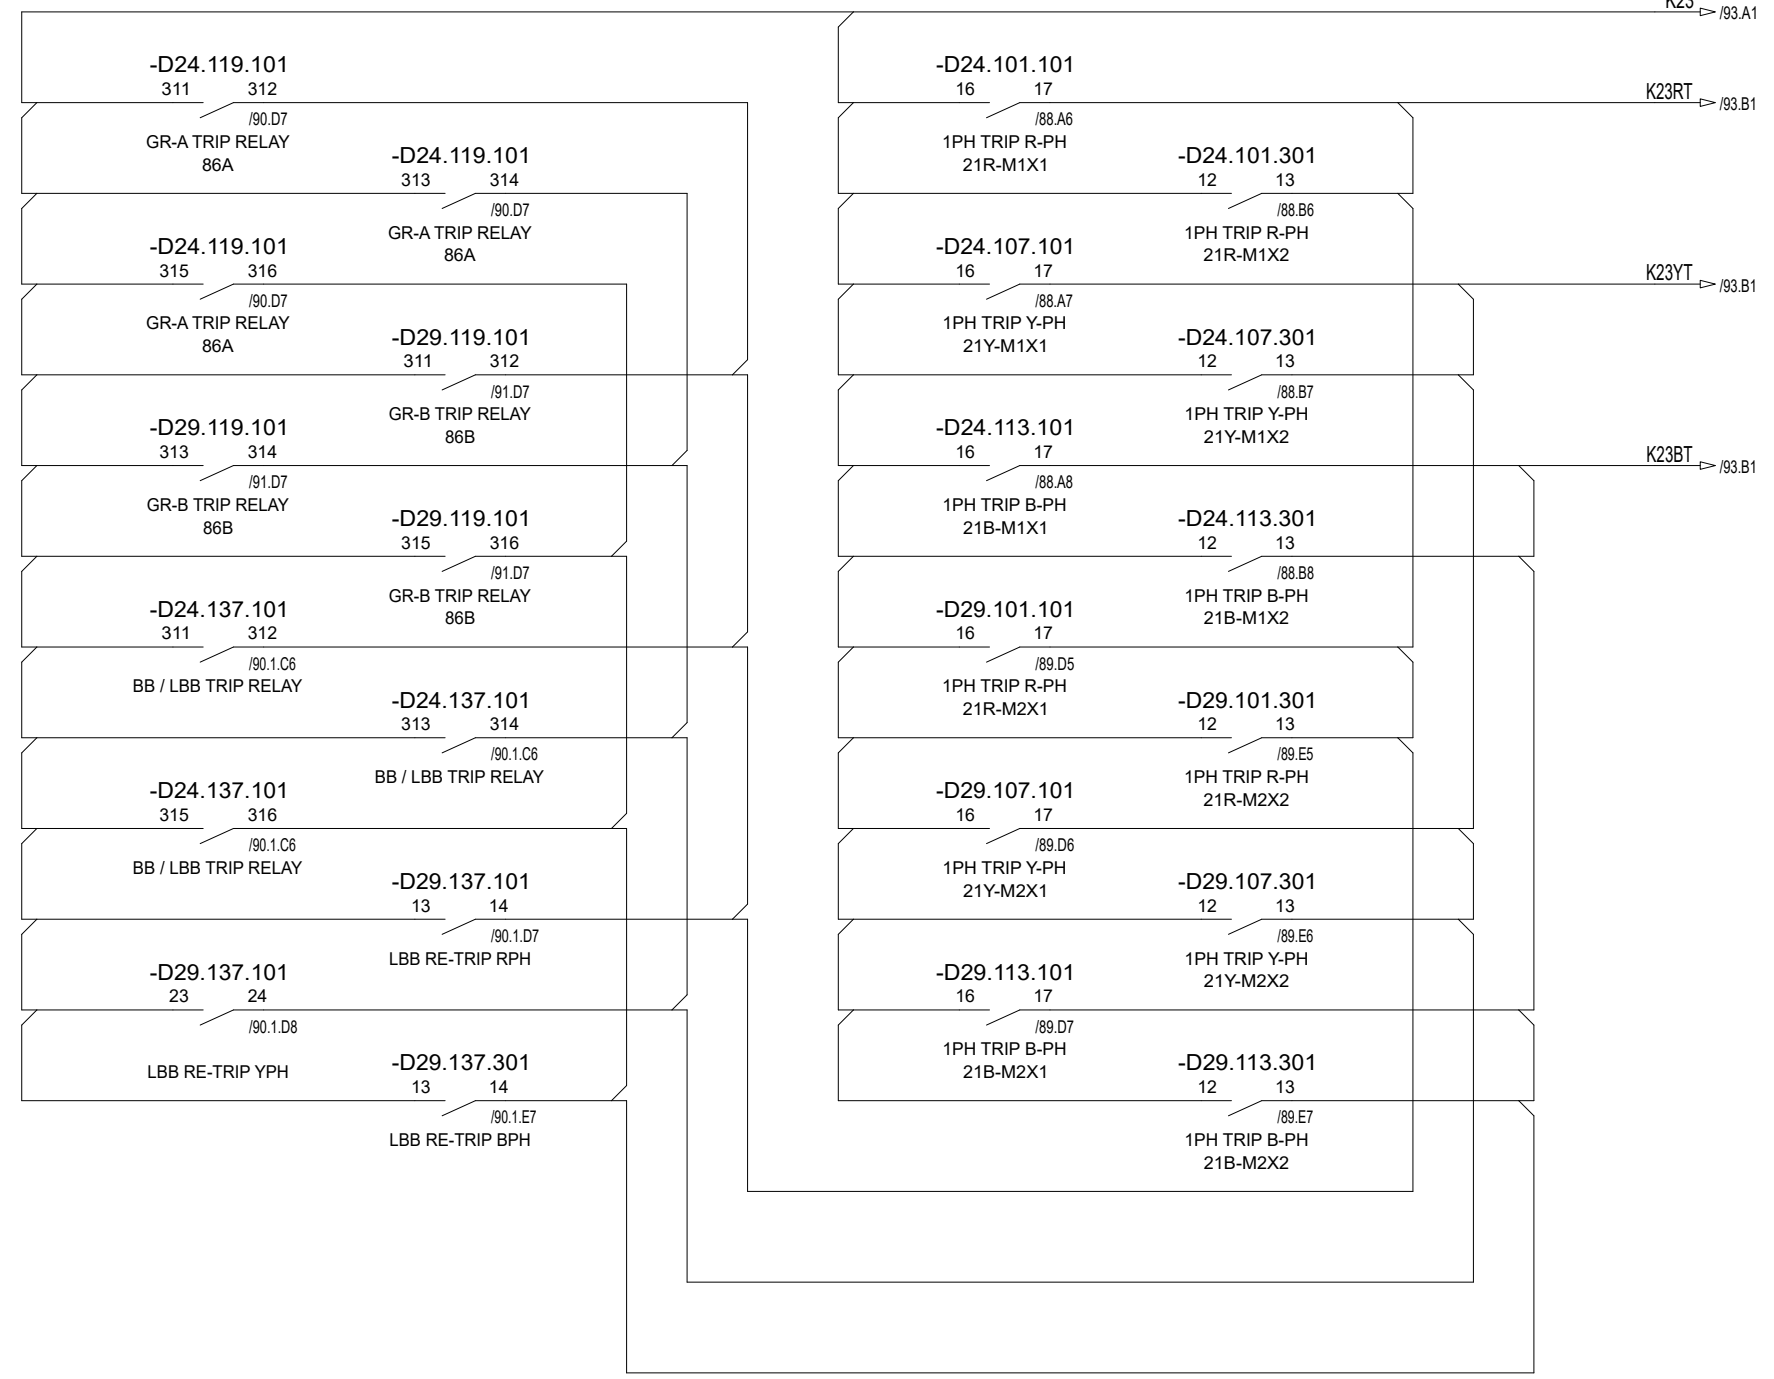 K23
/93.A1
-D24.119.101
311 312
/90.D7
GR-A TRIP RELAY
86A
-D24.119.101
313 314
/90.D7
GR-A TRIP RELAY
86A
-D24.119.101
315 316
/90.D7
GR-A TRIP RELAY
86A
-D29.119.101
311 312
/91.D7
GR-B TRIP RELAY
86B
-D29.119.101
313 314
/91.D7
GR-B TRIP RELAY
86B
-D29.119.101
315 316
/91.D7
GR-B TRIP RELAY
86B
-D24.137.101
311 312
/90.1.C6
BB / LBB TRIP RELAY
-D24.137.101
313 314
/90.1.C6
BB / LBB TRIP RELAY
-D24.137.101
315 316
/90.1.C6
BB / LBB TRIP RELAY
-D29.137.101
13 14
/90.1.D7
LBB RE-TRIP RPH
-D29.137.101
23 24
/90.1.D8
LBB RE-TRIP YPH
-D29.137.301
13 14
/90.1.E7
LBB RE-TRIP BPH
-D24.101.101
16 17
/88.A6
1PH TRIP R-PH
21R-M1X1
K23RT
/93.B1
-D24.101.301
12 13
/88.B6
1PH TRIP R-PH
21R-M1X2
-D24.107.101
16 17
/88.A7
1PH TRIP Y-PH
21Y-M1X1
K23YT
/93.B1
-D24.107.301
12 13
/88.B7
1PH TRIP Y-PH
21Y-M1X2
-D24.113.101
16 17
/88.A8
1PH TRIP B-PH
21B-M1X1
K23BT
/93.B1
-D24.113.301
12 13
/88.B8
1PH TRIP B-PH
21B-M1X2
-D29.101.101
16 17
/89.D5
1PH TRIP R-PH
21R-M2X1
-D29.101.301
12 13
/89.E5
1PH TRIP R-PH
21R-M2X2
-D29.107.101
16 17
/89.D6
1PH TRIP Y-PH
21Y-M2X1
-D29.107.301
12 13
/89.E6
1PH TRIP Y-PH
21Y-M2X2
-D29.113.101
16 17
/89.D7
1PH TRIP B-PH
21B-M2X1
-D29.113.301
12 13
/89.E7
1PH TRIP B-PH
21B-M2X2